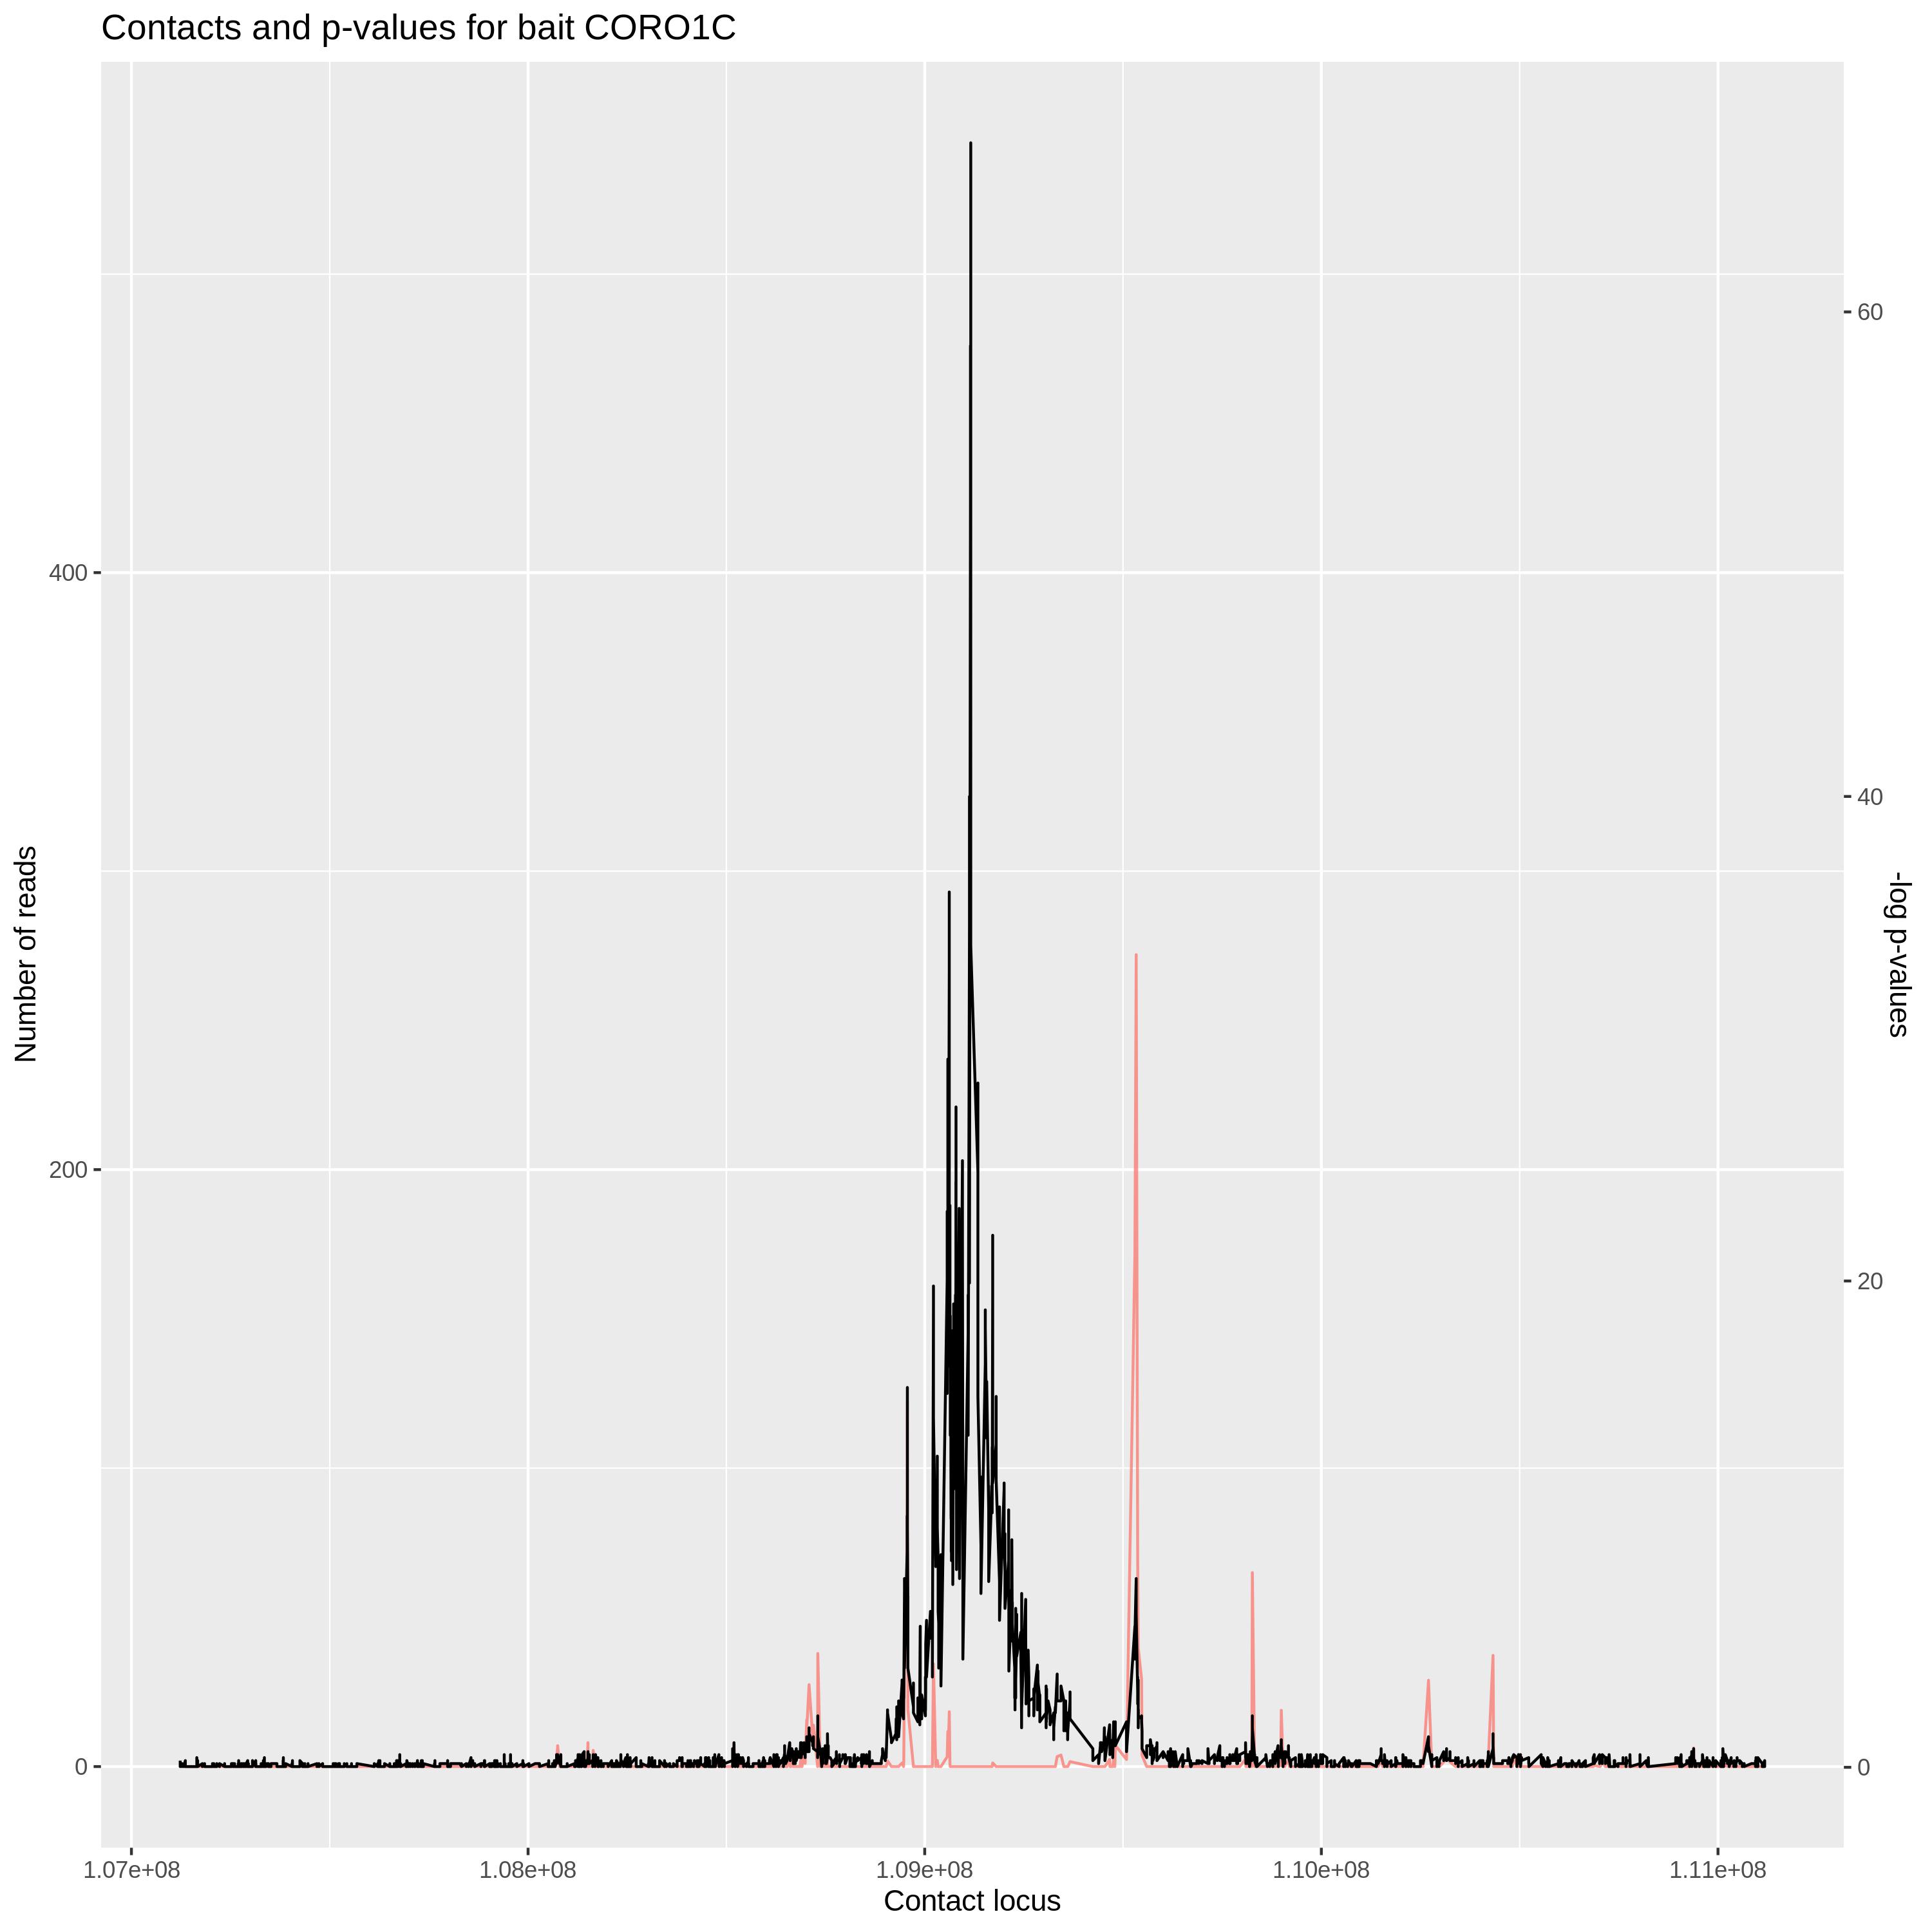 Contacts and p-values for bait CORO1C
60
400
40
Number of reads
-log p-values
200
20
0
0
1.07e+08
1.08e+08
1.09e+08
1.10e+08
1.11e+08
Contact locus